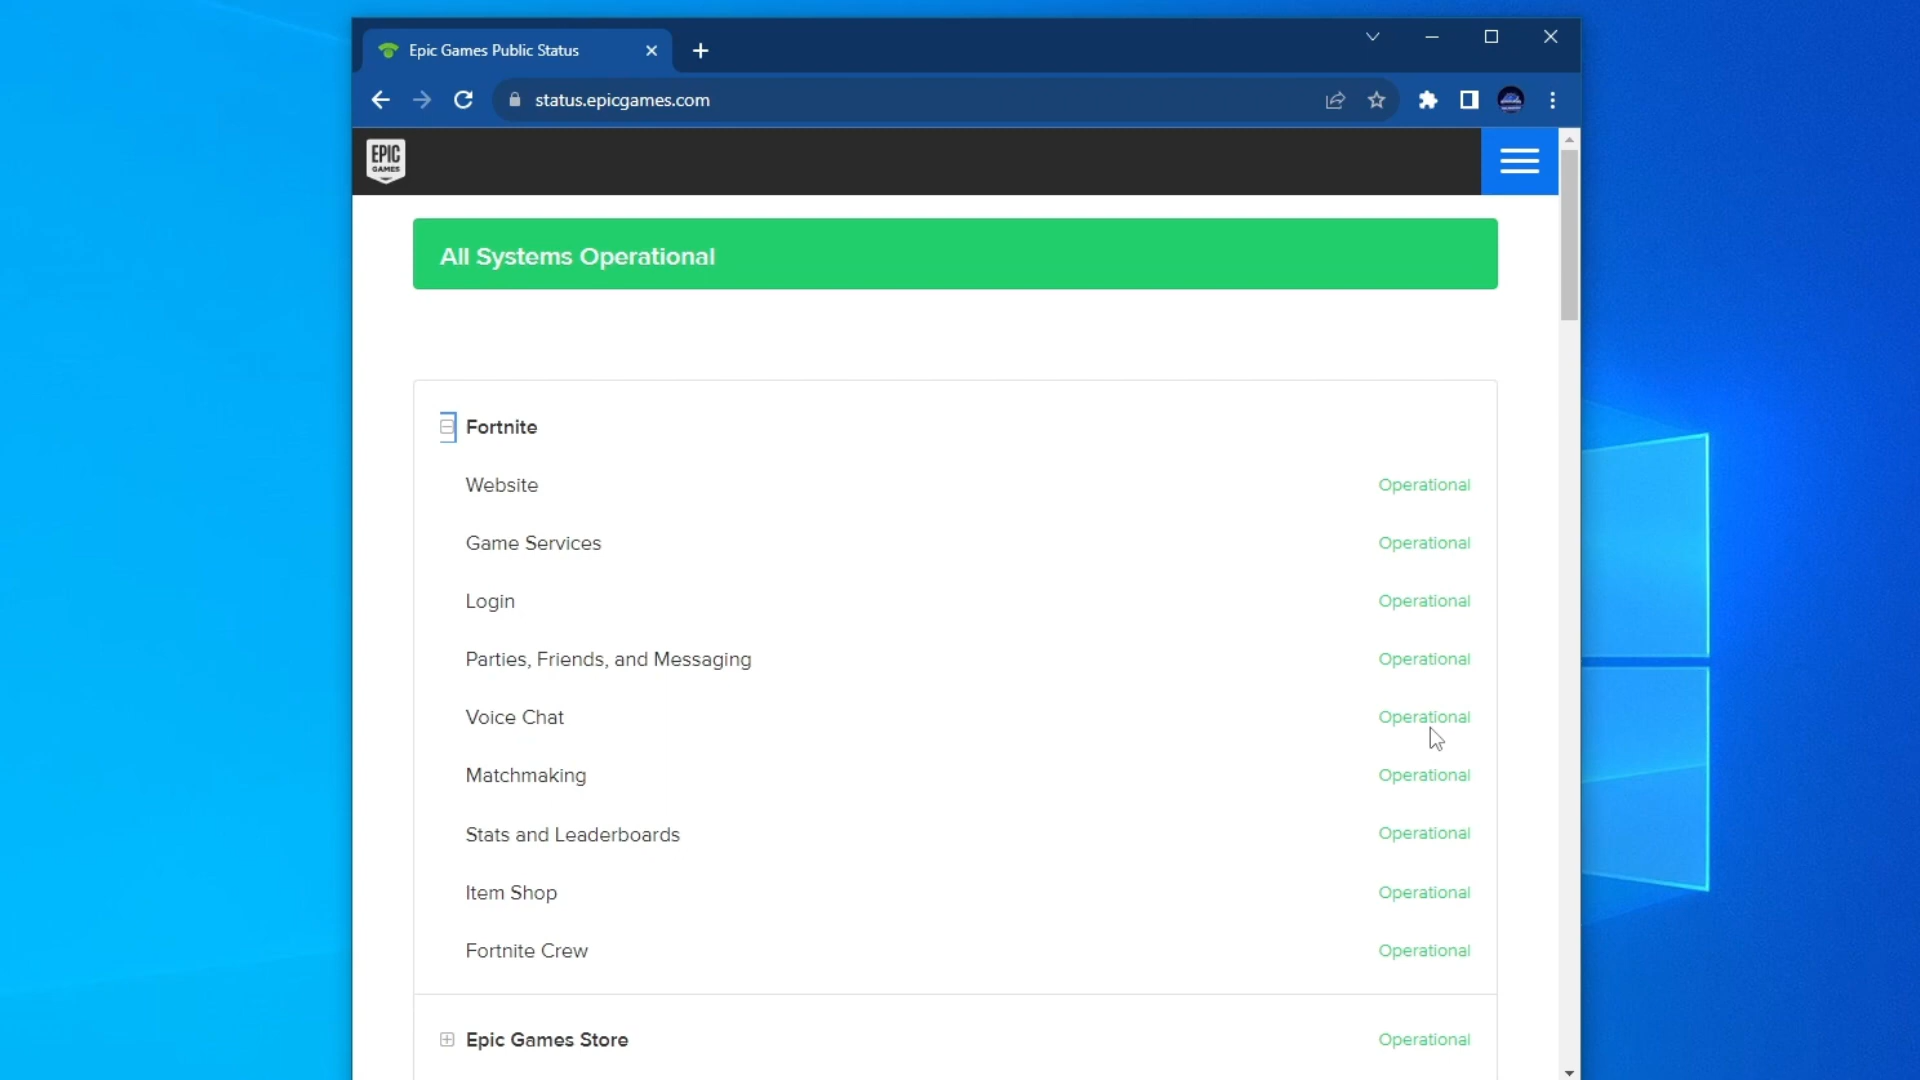 Epic Games Public Status
status.epicgames.com
EPIC
GAMES
All Systems Operational
Fortnite
Website Operational
Game Services Operational
Login Operational
Parties, Friends, and Messaging Operational
Voice Chat Operational
Matchmaking Operational
Stats and Leaderboards Operational
Item Shop Operational
Fortnite Crew Operational
Epic Games Store Operational